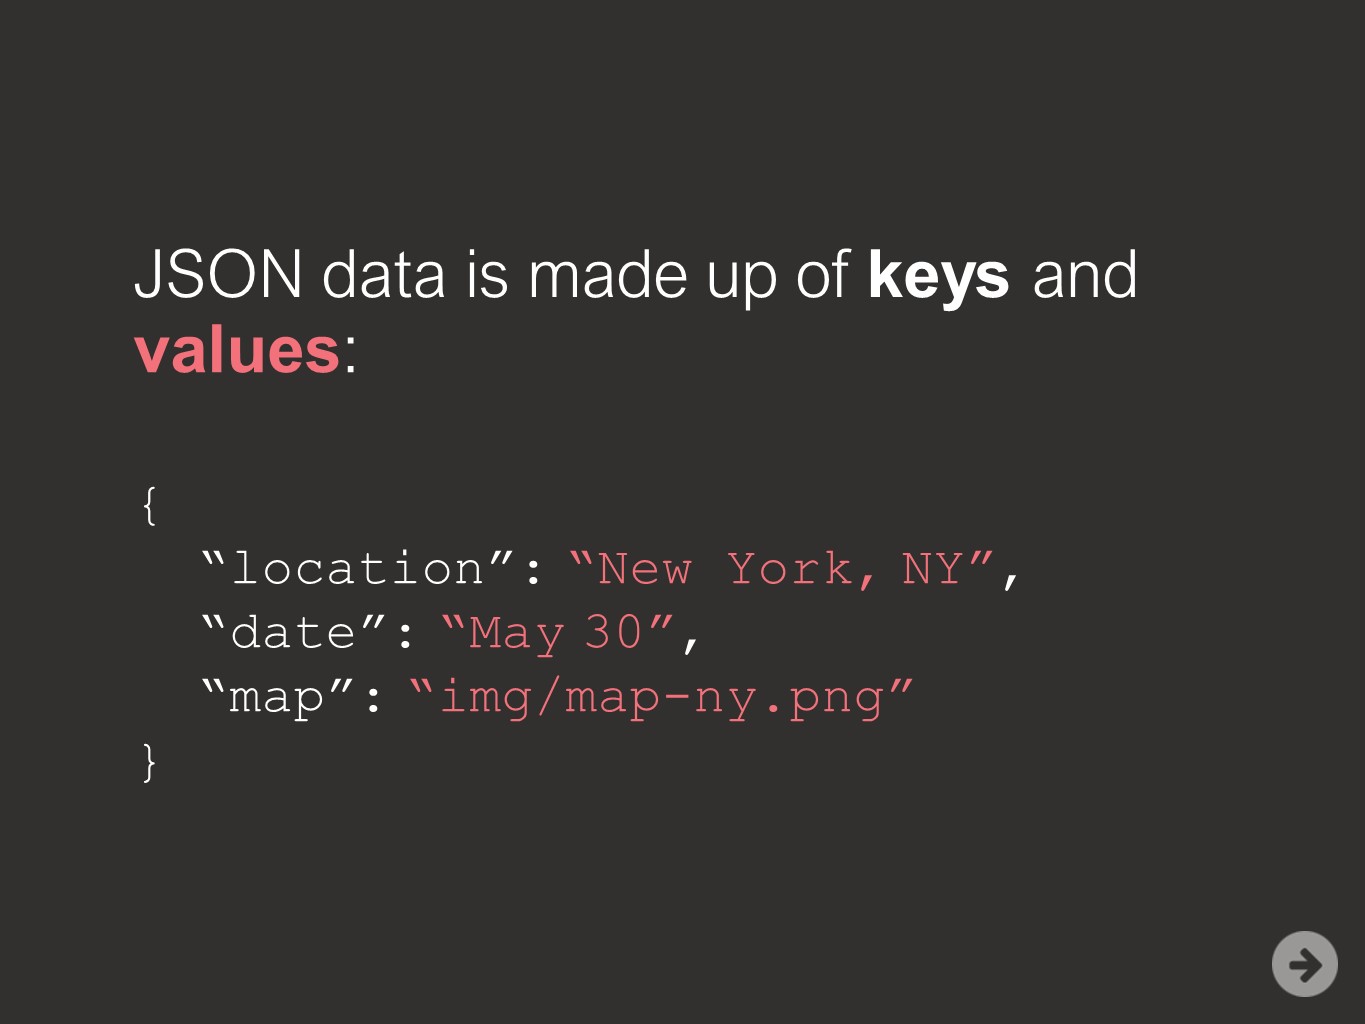 JSON data is made up of keys and
values:
{
“location”: “New York, NY”,
“date”: “May 30”,
“map”: “img/map-ny.png”
}